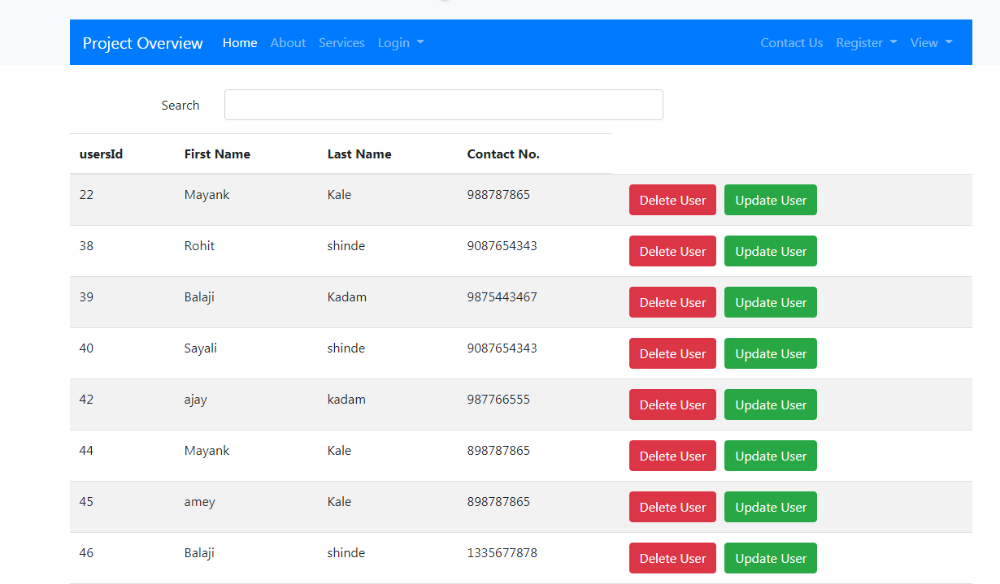 Project Overview Home About Services Login Contact Us Register View
Search
usersId First Name Last Name Contact No.
22 Mayank Kale 988787865 Delete User Update User
38 Rohit shinde 9087654343 Delete User Update User
39 Balaji Kadam 9875443467 Delete User Update User
40 Sayali shinde 9087654343 Delete User Update User
42 ajay kadam 987766555 Delete User Update User
44 Mayank Kale 898787865 Delete User Update User
45 amey Kale 898787865 Delete User Update User
46 Balaji shinde 1335677878 Delete User Update User